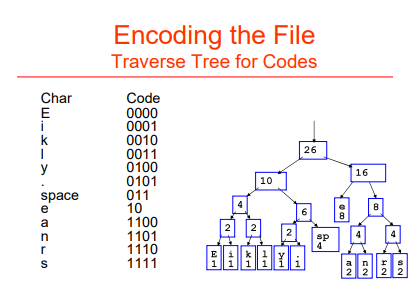 Encoding the File
Traverse Tree for Codes
Char Code
E 0000
i 0001
k 0010
l 0011
y 0100
. 0101
space 011
e 10
a 1100
n 1101
r 1110
s 1111
26
10 16
4 6 e 8 8
2 2 2 sp 4 4 4
E 1 i 1 k 1 l 1 y 1 . 1 a 2 n 2 r 2 s 2